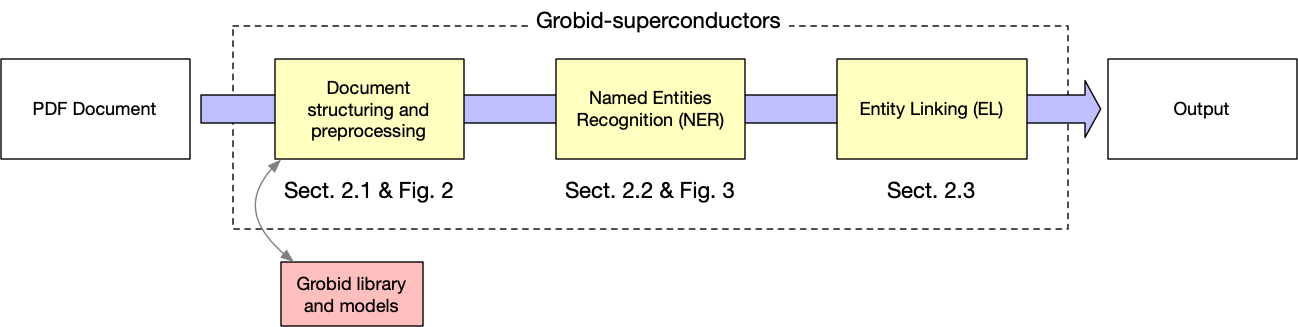 Grobid-superconductors
PDF Document
Document
structuring and
preprocessing
Named Entities
Recognition (NER)
Entity Linking (EL)
Output
Sect. 2.1 & Fig. 2
Sect. 2.2 & Fig. 3
Sect. 2.3
Grobid library
and models